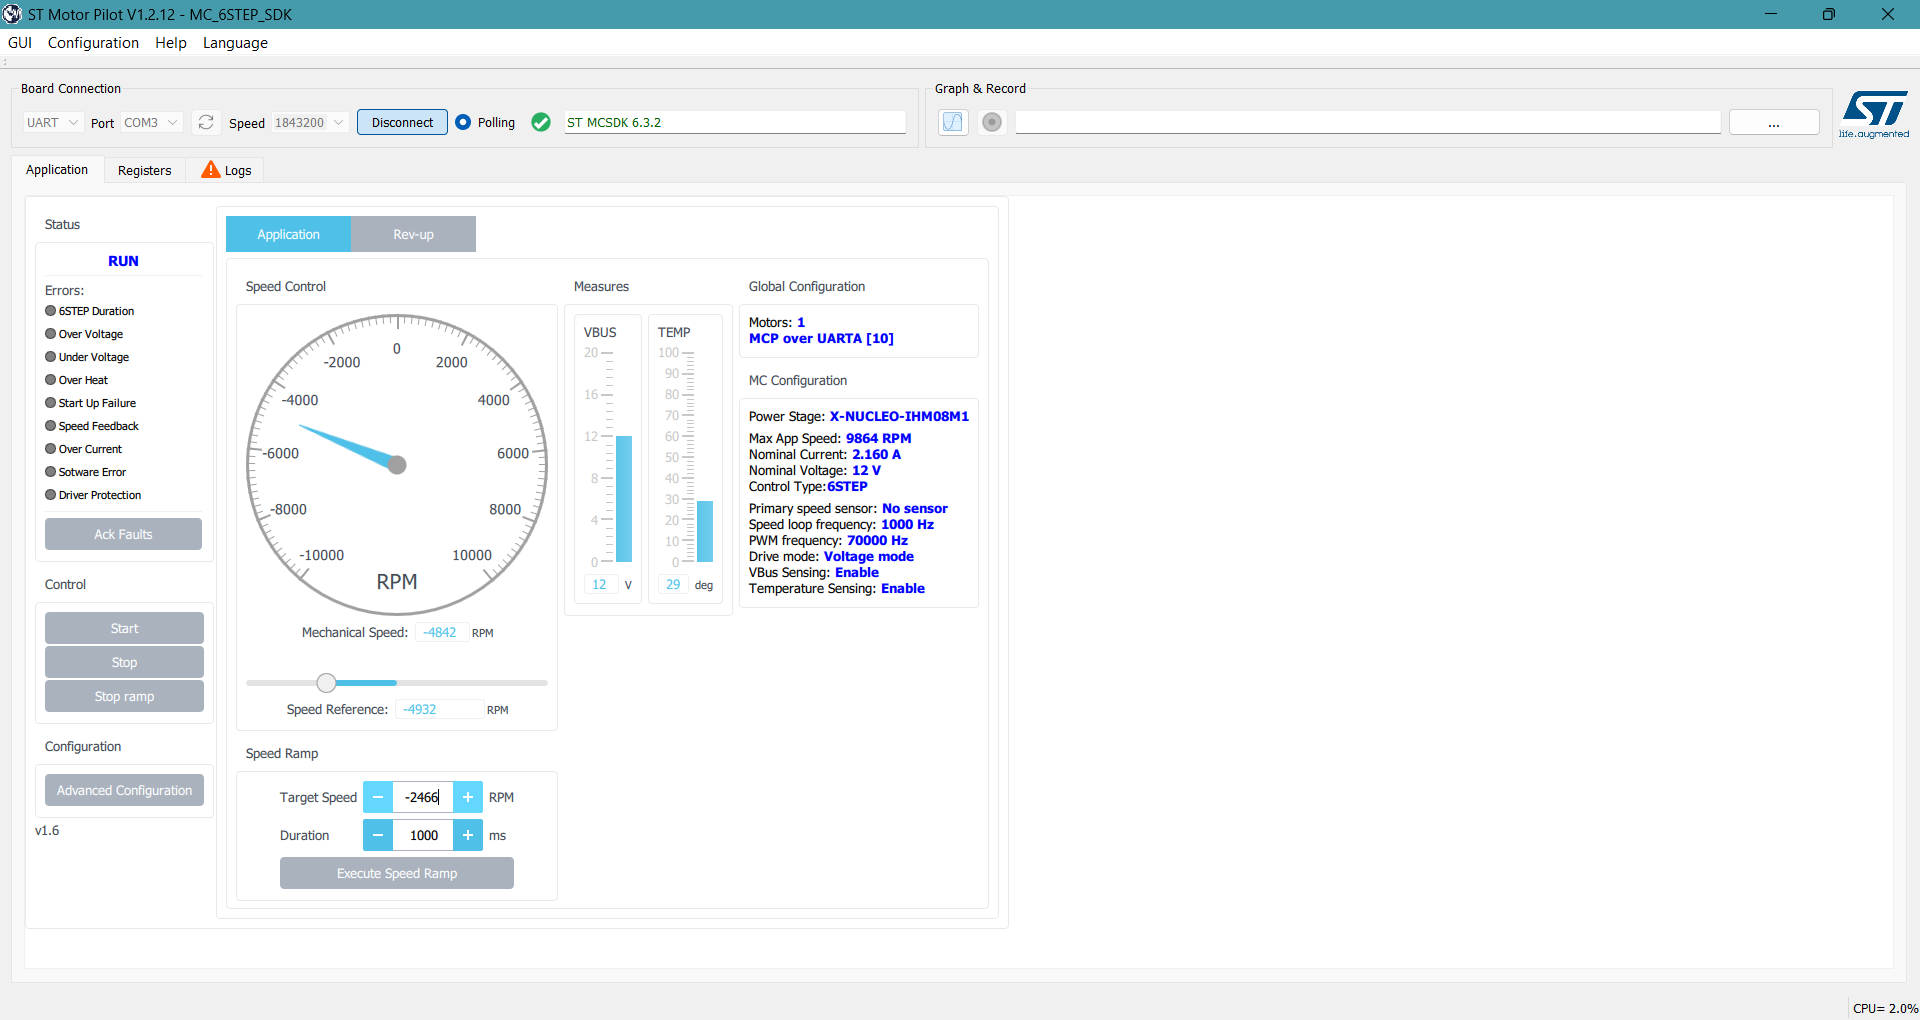 ST Motor Pilot V1.2.12 - MC_6STEP_SDK
GUI Configuration Help Language
Board Connection
UART Port COM3 Speed 1843200 Disconnect Polling ST MCSDK 6.3.2
Graph & Record
...
ST
life.augmented
Application Registers Logs
Status
RUN
Errors:
6STEP Duration
Over Voltage
Under Voltage
Over Heat
Start Up Failure
Speed Feedback
Over Current
Sotware Error
Driver Protection
Ack Faults
Control
Start
Stop
Stop ramp
Configuration
Advanced Configuration
v1.6
Application Rev-up
Speed Control
0
-2000 2000
-4000 4000
-6000 6000
-8000 8000
-10000 10000
RPM
Mechanical Speed: -4842 RPM
Speed Reference: -4932 RPM
Speed Ramp
Target Speed − -2466 + RPM
Duration − 1000 + ms
Execute Speed Ramp
Measures
VBUS
20
16
12
8
4
0
12 V
TEMP
100
90
80
70
60
50
40
30
20
10
0
29 deg
Global Configuration
Motors: 1
MCP over UARTA [10]
MC Configuration
Power Stage: X-NUCLEO-IHM08M1
Max App Speed: 9864 RPM
Nominal Current: 2.160 A
Nominal Voltage: 12 V
Control Type:6STEP
Primary speed sensor: No sensor
Speed loop frequency: 1000 Hz
PWM frequency: 70000 Hz
Drive mode: Voltage mode
VBus Sensing: Enable
Temperature Sensing: Enable
CPU= 2.0%